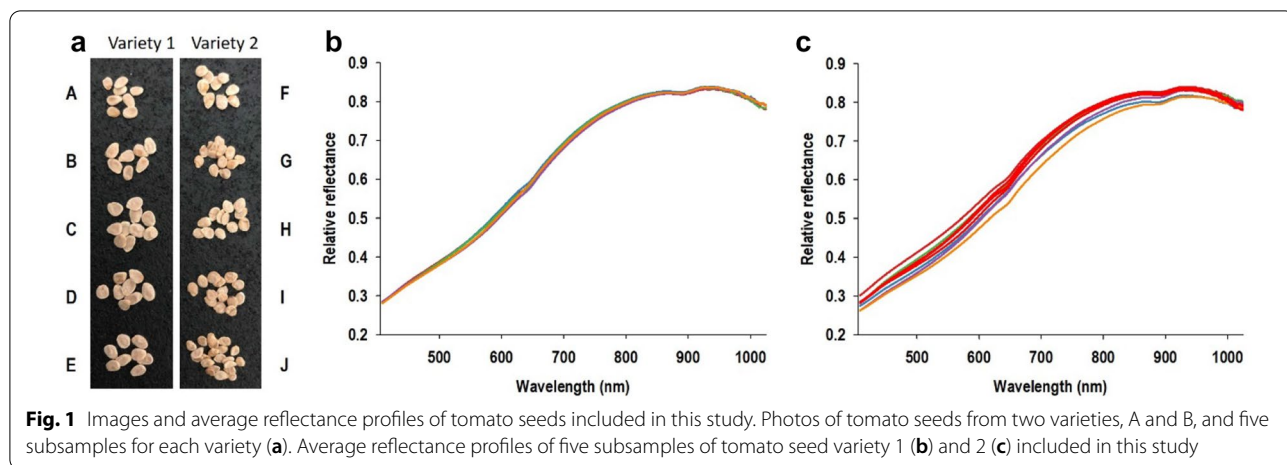 a
Variety 1 Variety 2
A F
B G
C H
D I
E J
b
Relative reflectance
0.9
0.8
0.7
0.6
0.5
0.4
0.3
0.2
500 600 700 800 900 1000
Wavelength (nm)
c
Relative reflectance
0.9
0.8
0.7
0.6
0.5
0.4
0.3
0.2
500 600 700 800 900 1000
Wavelength (nm)
Fig. 1 Images and average reflectance profiles of tomato seeds included in this study. Photos of tomato seeds from two varieties, A and B, and five
subsamples for each variety (a). Average reflectance profiles of five subsamples of tomato seed variety 1 (b) and 2 (c) included in this study